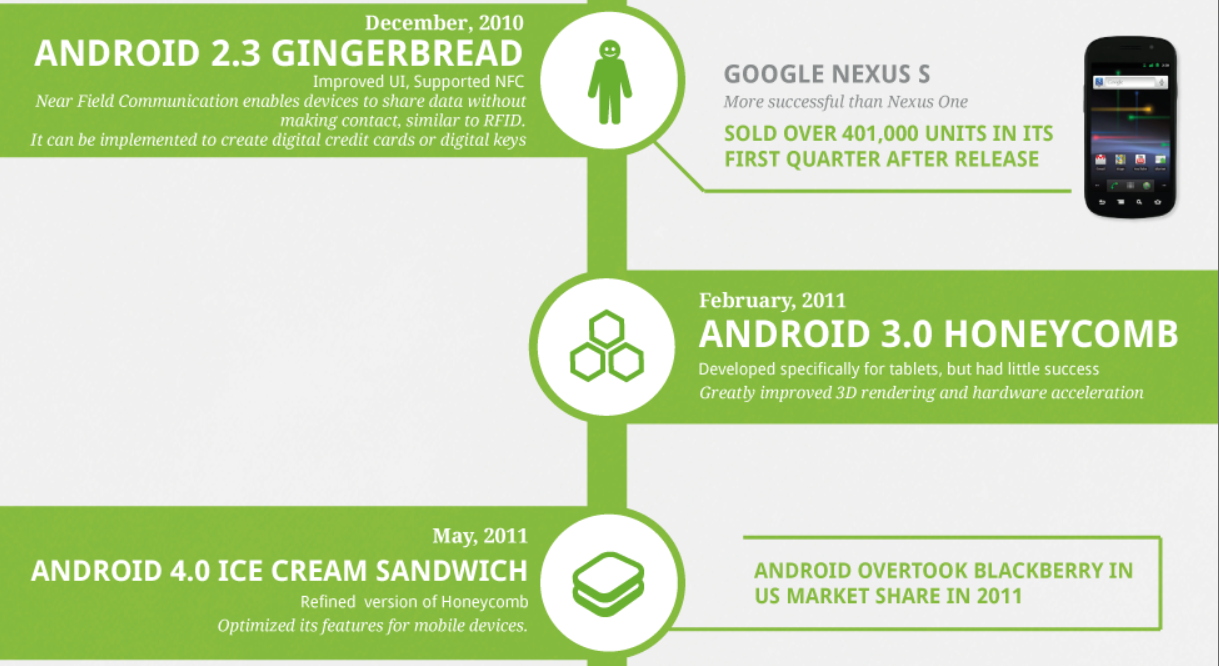 December, 2010
ANDROID 2.3 GINGERBREAD
Improved UI, Supported NFC
Near Field Communication enables devices to share data without
making contact, similar to RFID.
It can be implemented to create digital credit cards or digital keys
GOOGLE NEXUS S
More successful than Nexus One
SOLD OVER 401,000 UNITS IN ITS
FIRST QUARTER AFTER RELEASE
February, 2011
ANDROID 3.0 HONEYCOMB
Developed specifically for tablets, but had little success
Greatly improved 3D rendering and hardware acceleration
May, 2011
ANDROID 4.0 ICE CREAM SANDWICH
Refined version of Honeycomb
Optimized its features for mobile devices.
ANDROID OVERTOOK BLACKBERRY IN
US MARKET SHARE IN 2011